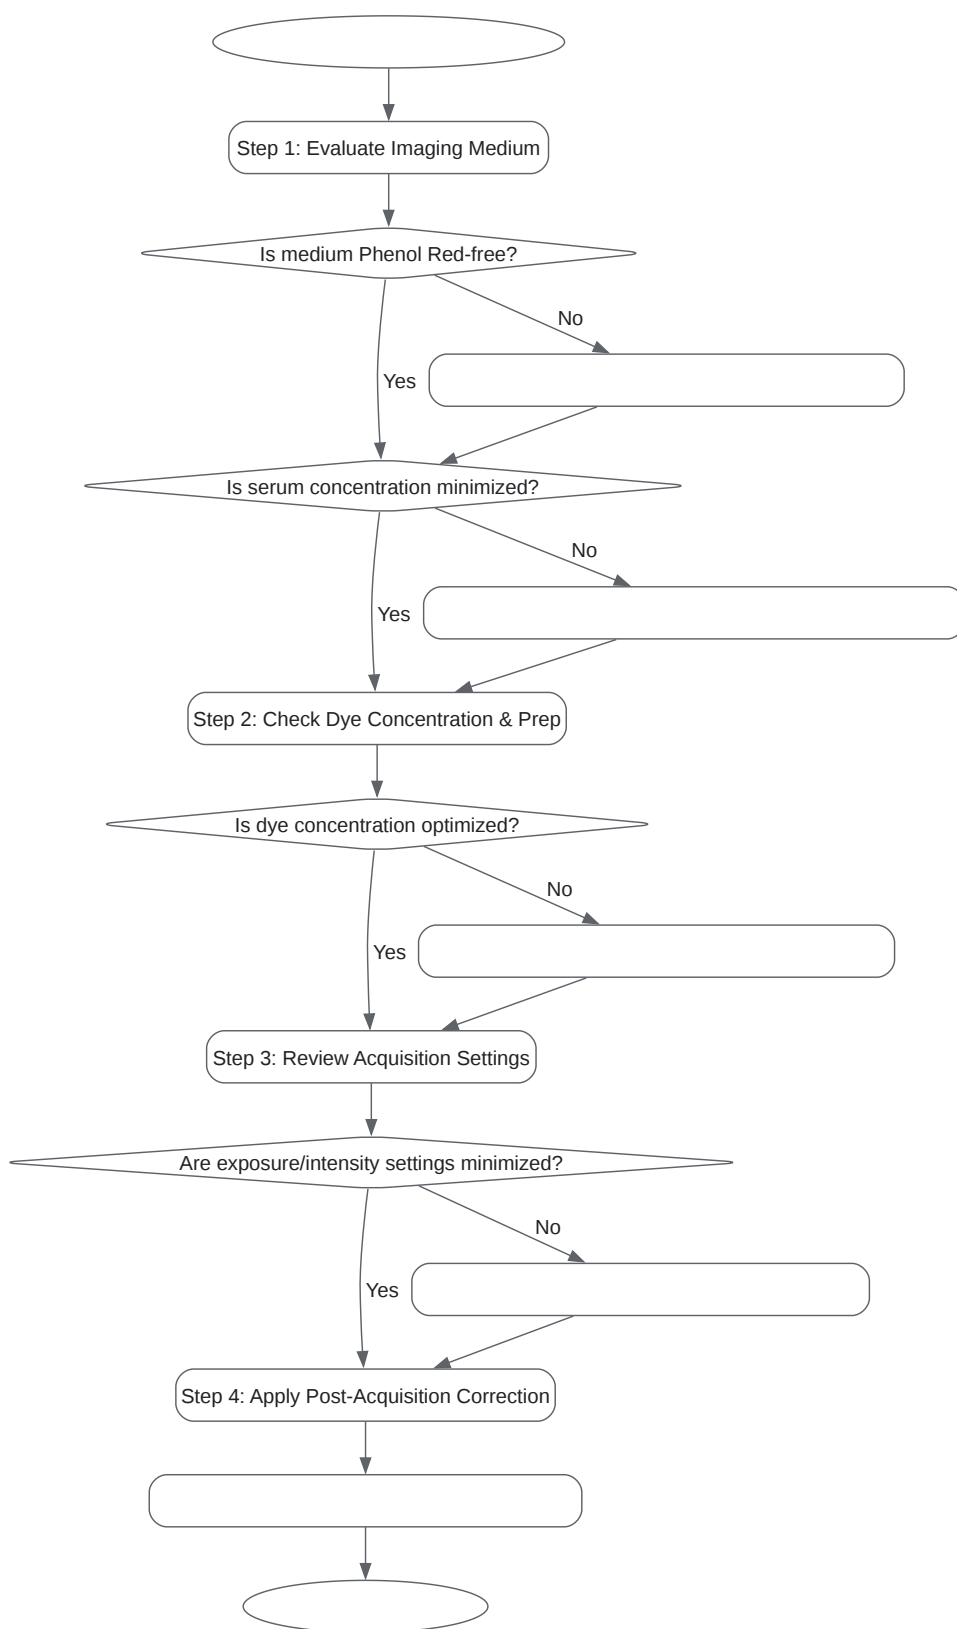 Step 1: Evaluate Imaging Medium
Is medium Phenol Red-free?
No
Yes
Is serum concentration minimized?
No
Yes
Step 2: Check Dye Concentration & Prep
Is dye concentration optimized?
No
Yes
Step 3: Review Acquisition Settings
Are exposure/intensity settings minimized?
No
Yes
Step 4: Apply Post-Acquisition Correction